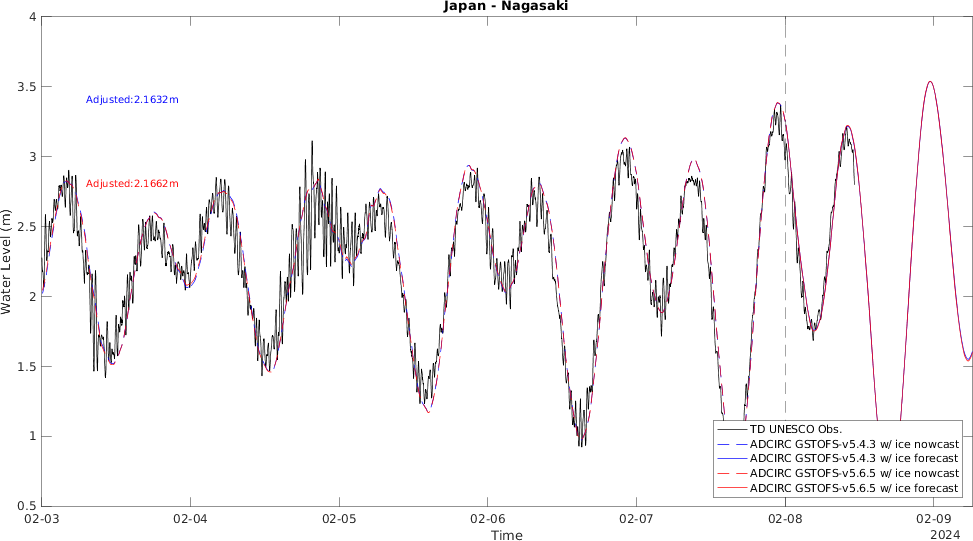 Japan - Nagasaki
4
3.5
3
2.5
2
1.5
1
0.5
Water Level (m)
Adjusted:2.1632m
Adjusted:2.1662m
TD UNESCO Obs.
ADCIRC GSTOFS-v5.4.3 w/ ice nowcast
ADCIRC GSTOFS-v5.4.3 w/ ice forecast
ADCIRC GSTOFS-v5.6.5 w/ ice nowcast
ADCIRC GSTOFS-v5.6.5 w/ ice forecast
02-03 02-04 02-05 02-06 02-07 02-08 02-09
Time
2024